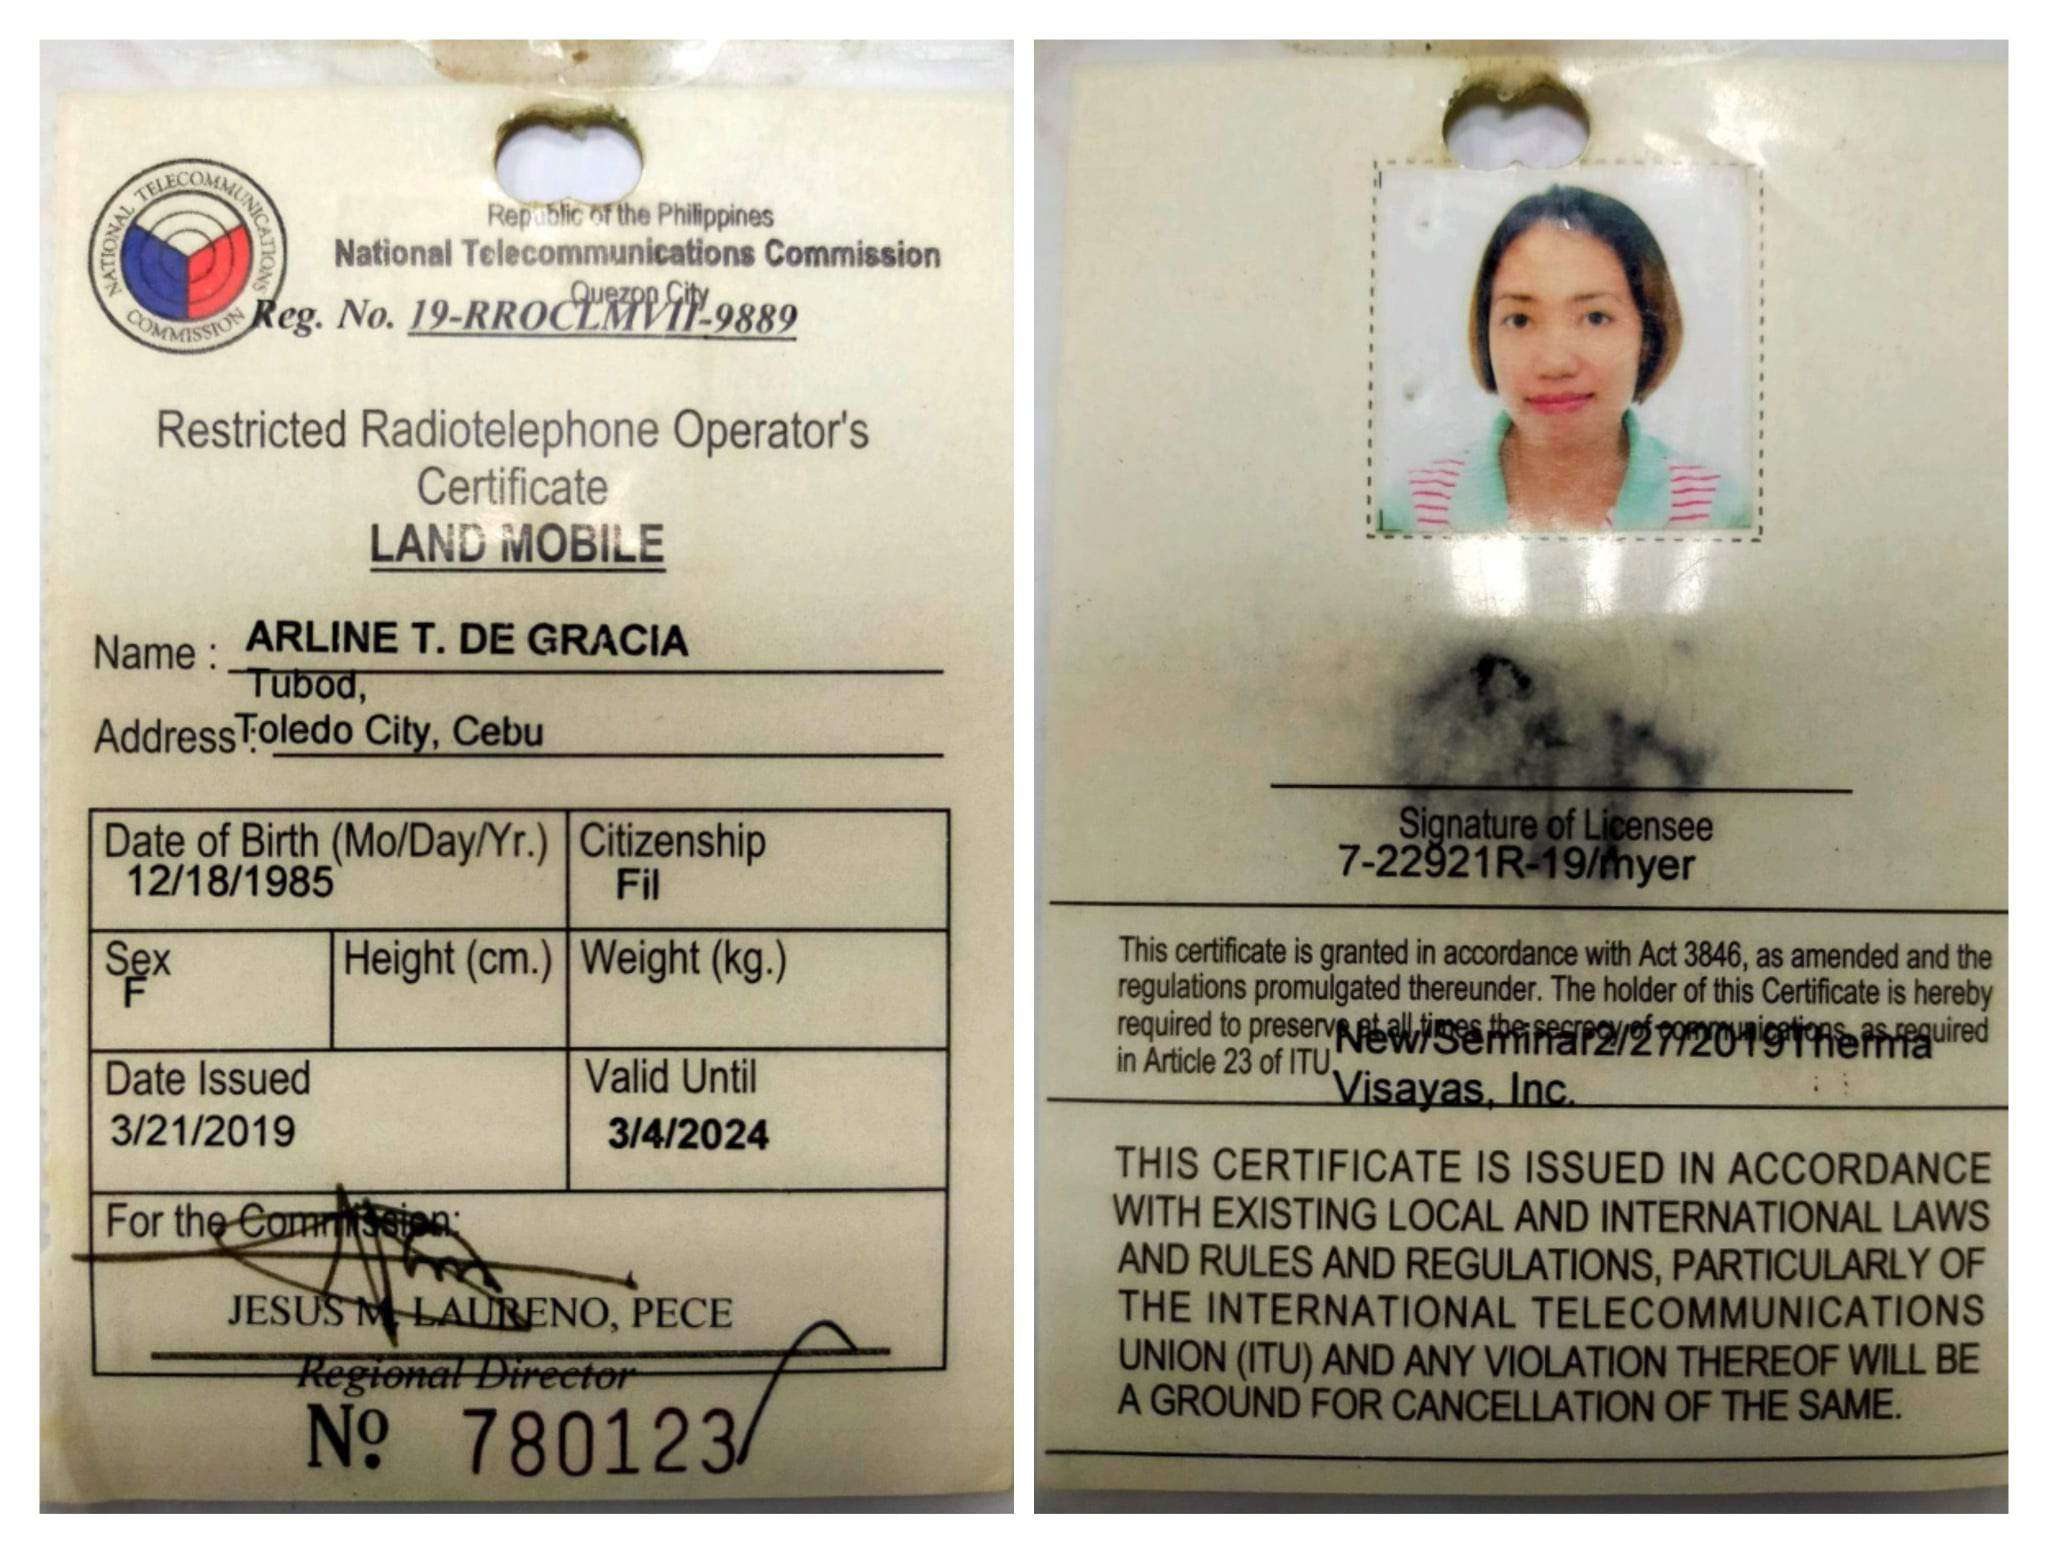 NATIONAL TELECOMMUNICATIONS COMMISSION
Republic of the Philippines
National Telecommunications Commission
Quezon City
Reg. No. 19-RROCLMVII-9889
Restricted Radiotelephone Operator's
Certificate
LAND MOBILE
Name : ARLINE T. DE GRACIA
Tubod,
Address : Toledo City, Cebu
Date of Birth (Mo/Day/Yr.) Citizenship
12/18/1985 Fil
Sex Height (cm.) Weight (kg.)
F
Date Issued Valid Until
3/21/2019 3/4/2024
For the Commission:
JESUS M. LAURENO, PECE
Regional Director
Nº 780123
Signature of Licensee
7-22921R-19/myer
This certificate is granted in accordance with Act 3846, as amended and the
regulations promulgated thereunder. The holder of this Certificate is hereby
required to preserve at all times the secrecy of communications, as required
in Article 23 of ITU.
New/Seminar2/27/2019Therma
Visayas, Inc.
THIS CERTIFICATE IS ISSUED IN ACCORDANCE
WITH EXISTING LOCAL AND INTERNATIONAL LAWS
AND RULES AND REGULATIONS, PARTICULARLY OF
THE INTERNATIONAL TELECOMMUNICATIONS
UNION (ITU) AND ANY VIOLATION THEREOF WILL BE
A GROUND FOR CANCELLATION OF THE SAME.